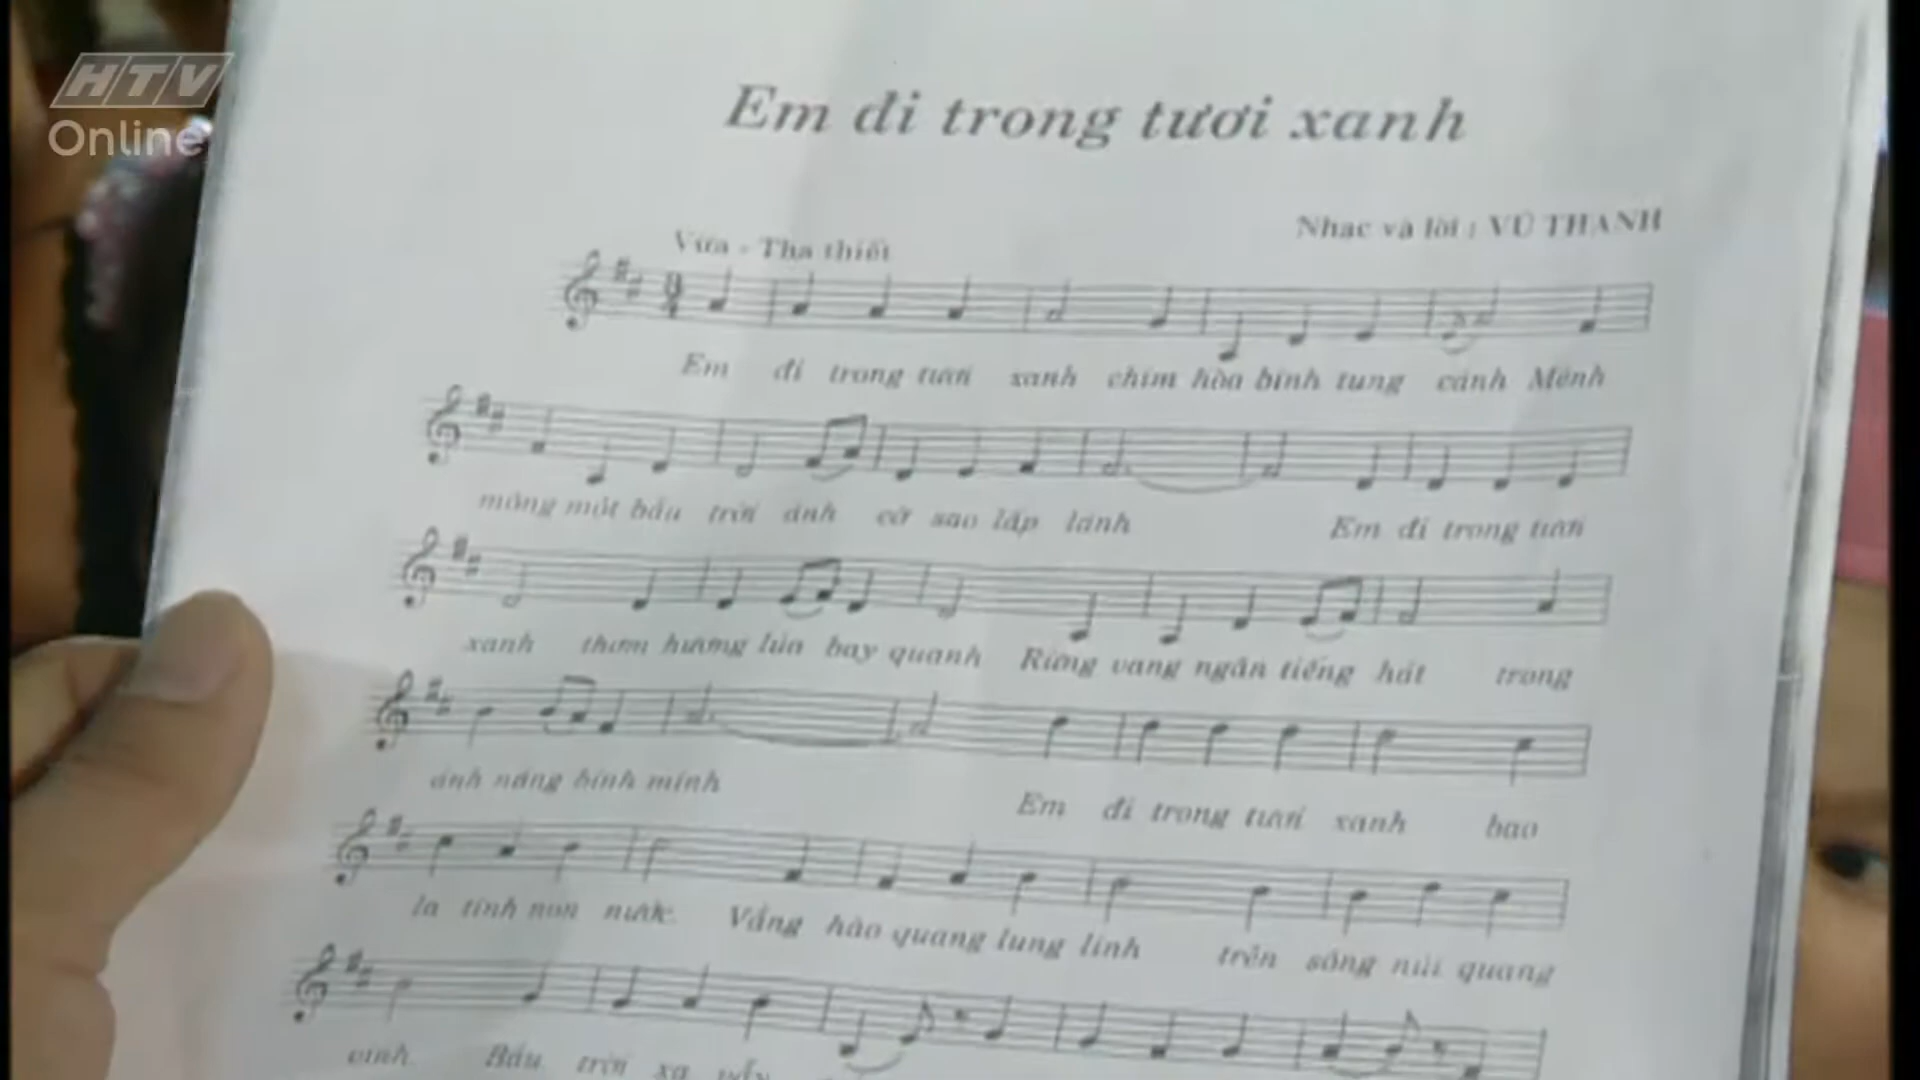 HTV
Online
Em đi trong tươi xanh
Nhạc và lời : VŨ THANH
Vừa - Tha thiết
Em đi trong tươi xanh chim hòa bình tung cánh Mênh
mông một bầu trời ánh cờ sao lấp lánh Em đi trong tươi
xanh thơm hương lúa bay quanh Rừng vang ngân tiếng hát trong
ánh nắng bình minh Em đi trong tươi xanh bao
la tình non nước. Vầng hào quang lung linh trên sông núi quang
vinh. Bầu trời xa